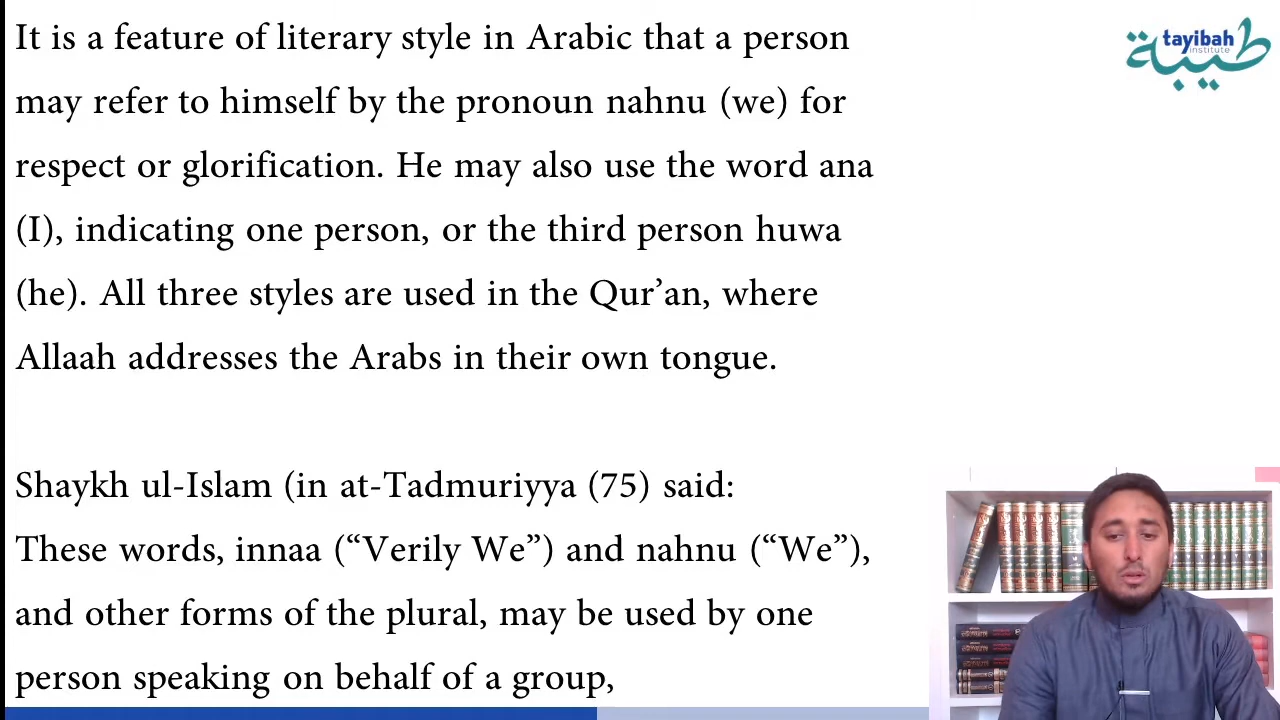 It is a feature of literary style in Arabic that a person
may refer to himself by the pronoun nahnu (we) for
respect or glorification. He may also use the word ana
(I), indicating one person, or the third person huwa
(he). All three styles are used in the Qur’an, where
Allaah addresses the Arabs in their own tongue.
Shaykh ul-Islam (in at-Tadmuriyya (75) said:
These words, innaa (“Verily We”) and nahnu (“We”),
and other forms of the plural, may be used by one
person speaking on behalf of a group,
tayibah
institute
طيبة